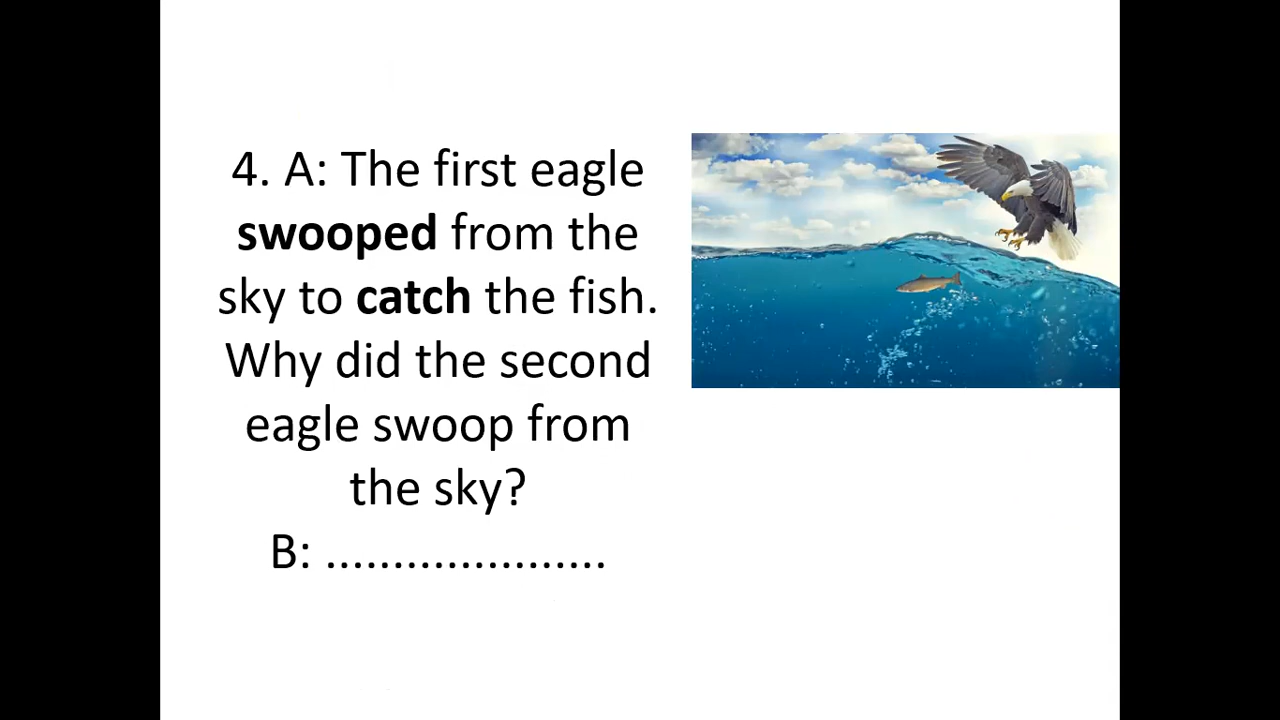 4. A: The first eagle
swooped from the
sky to catch the fish.
Why did the second
eagle swoop from
the sky?
B: .....................